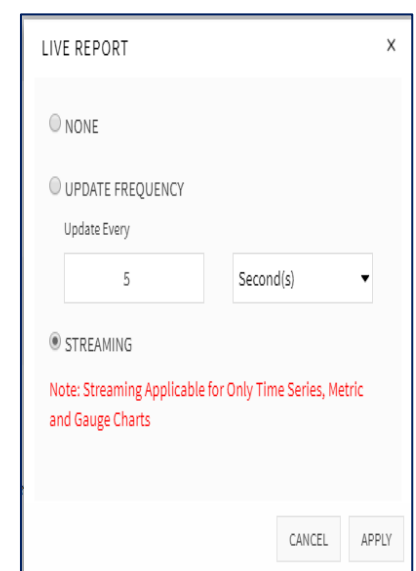 LIVE REPORT x
NONE
UPDATE FREQUENCY
Update Every
5 Second(s)
STREAMING
Note: Streaming Applicable for Only Time Series, Metric
and Gauge Charts
CANCEL APPLY